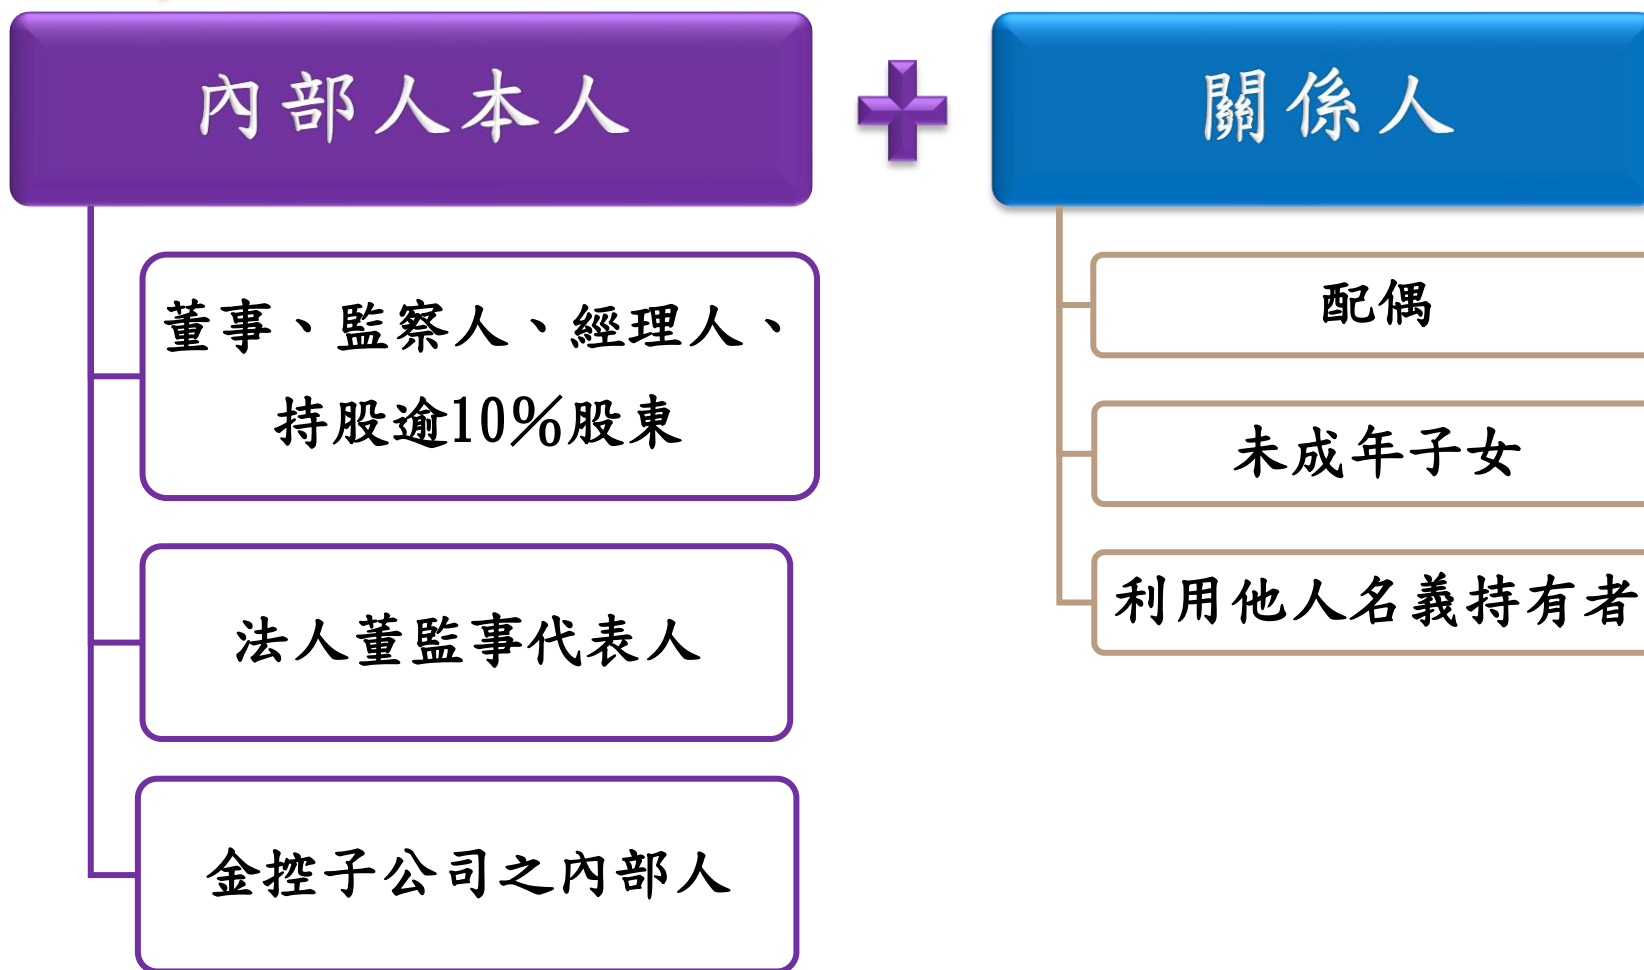 內部人本人
董事、監察人、經理人、
持股逾10%股東
法人董監事代表人
金控子公司之內部人
關係人
配偶
未成年子女
利用他人名義持有者